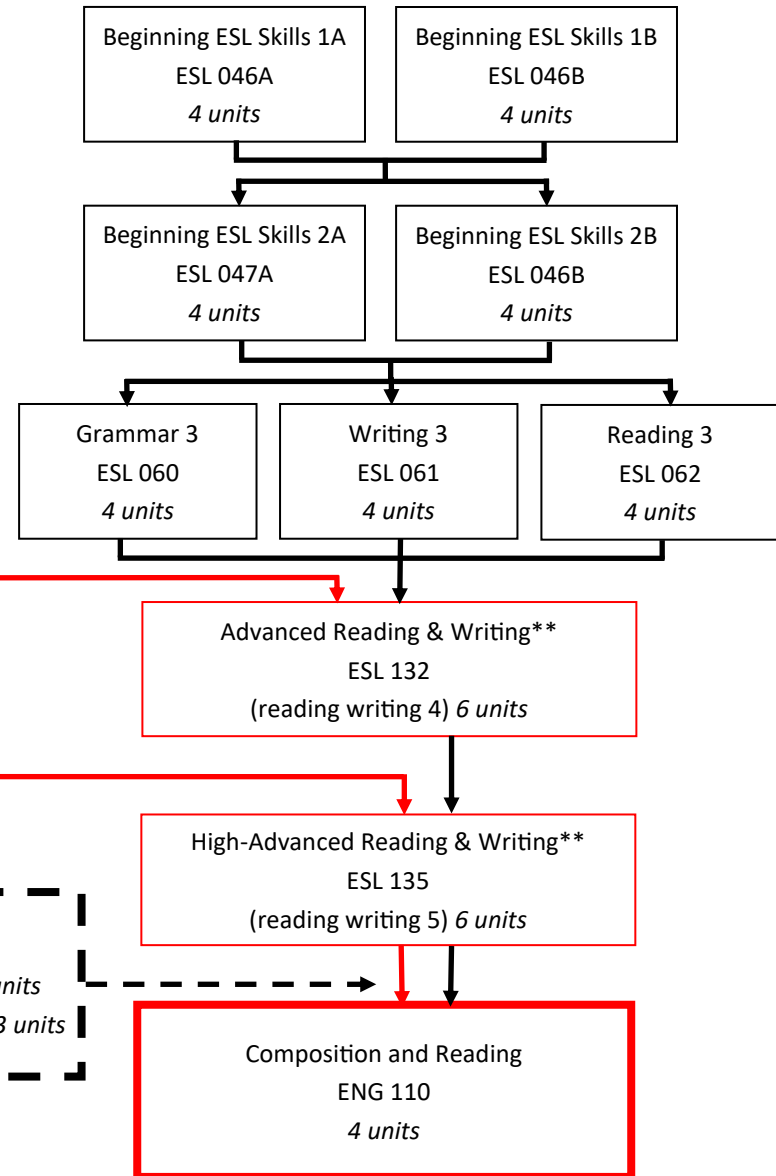 Beginning ESL Skills 1A
ESL 046A
4 units
Beginning ESL Skills 1B
ESL 046B
4 units
Beginning ESL Skills 2A
ESL 047A
4 units
Beginning ESL Skills 2B
ESL 046B
4 units
Grammar 3
ESL 060
4 units
Writing 3
ESL 061
4 units
Reading 3
ESL 062
4 units
Advanced Reading & Writing**
ESL 132
(reading writing 4) 6 units
High-Advanced Reading & Writing**
ESL 135
(reading writing 5) 6 units
units
3 units
Composition and Reading
ENG 110
4 units